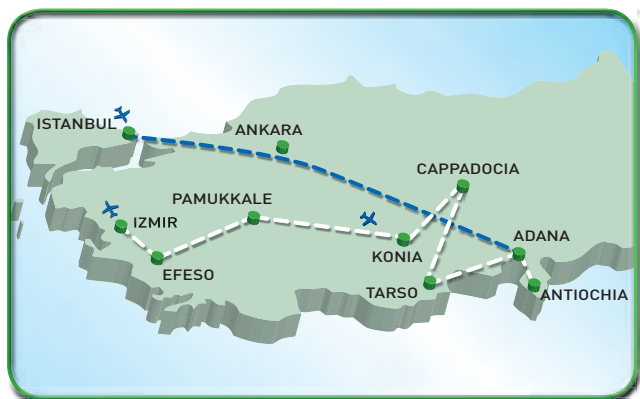 ISTANBUL
ANKARA
CAPPADOCIA
PAMUKKALE
IZMIR
ADANA
KONIA
EFESO
TARSO
ANTIOCHIA